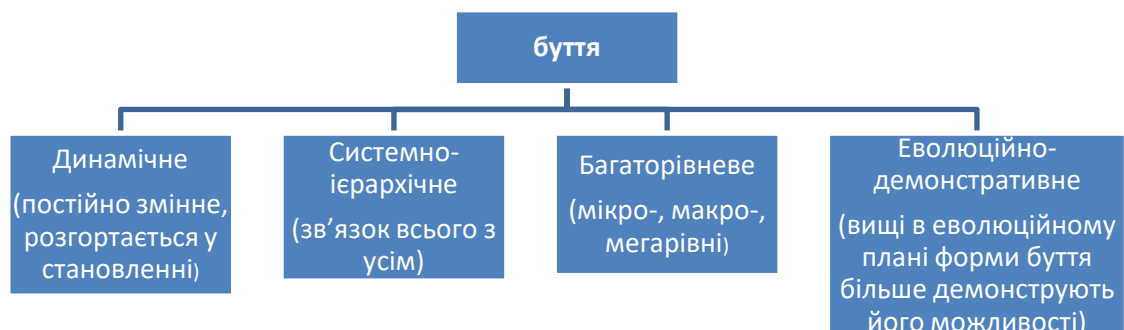 буття
Динамічне
(постійно змінне,
розгортається у
становленні)
Системно-
ієрархічне
(зв’язок всього з
усім)
Багаторівневе
(мікро-, макро-,
мегарівні)
Еволюційно-
демонстративне
(вищі в еволюційному
плані форми буття
більше демонструють
його можливості)